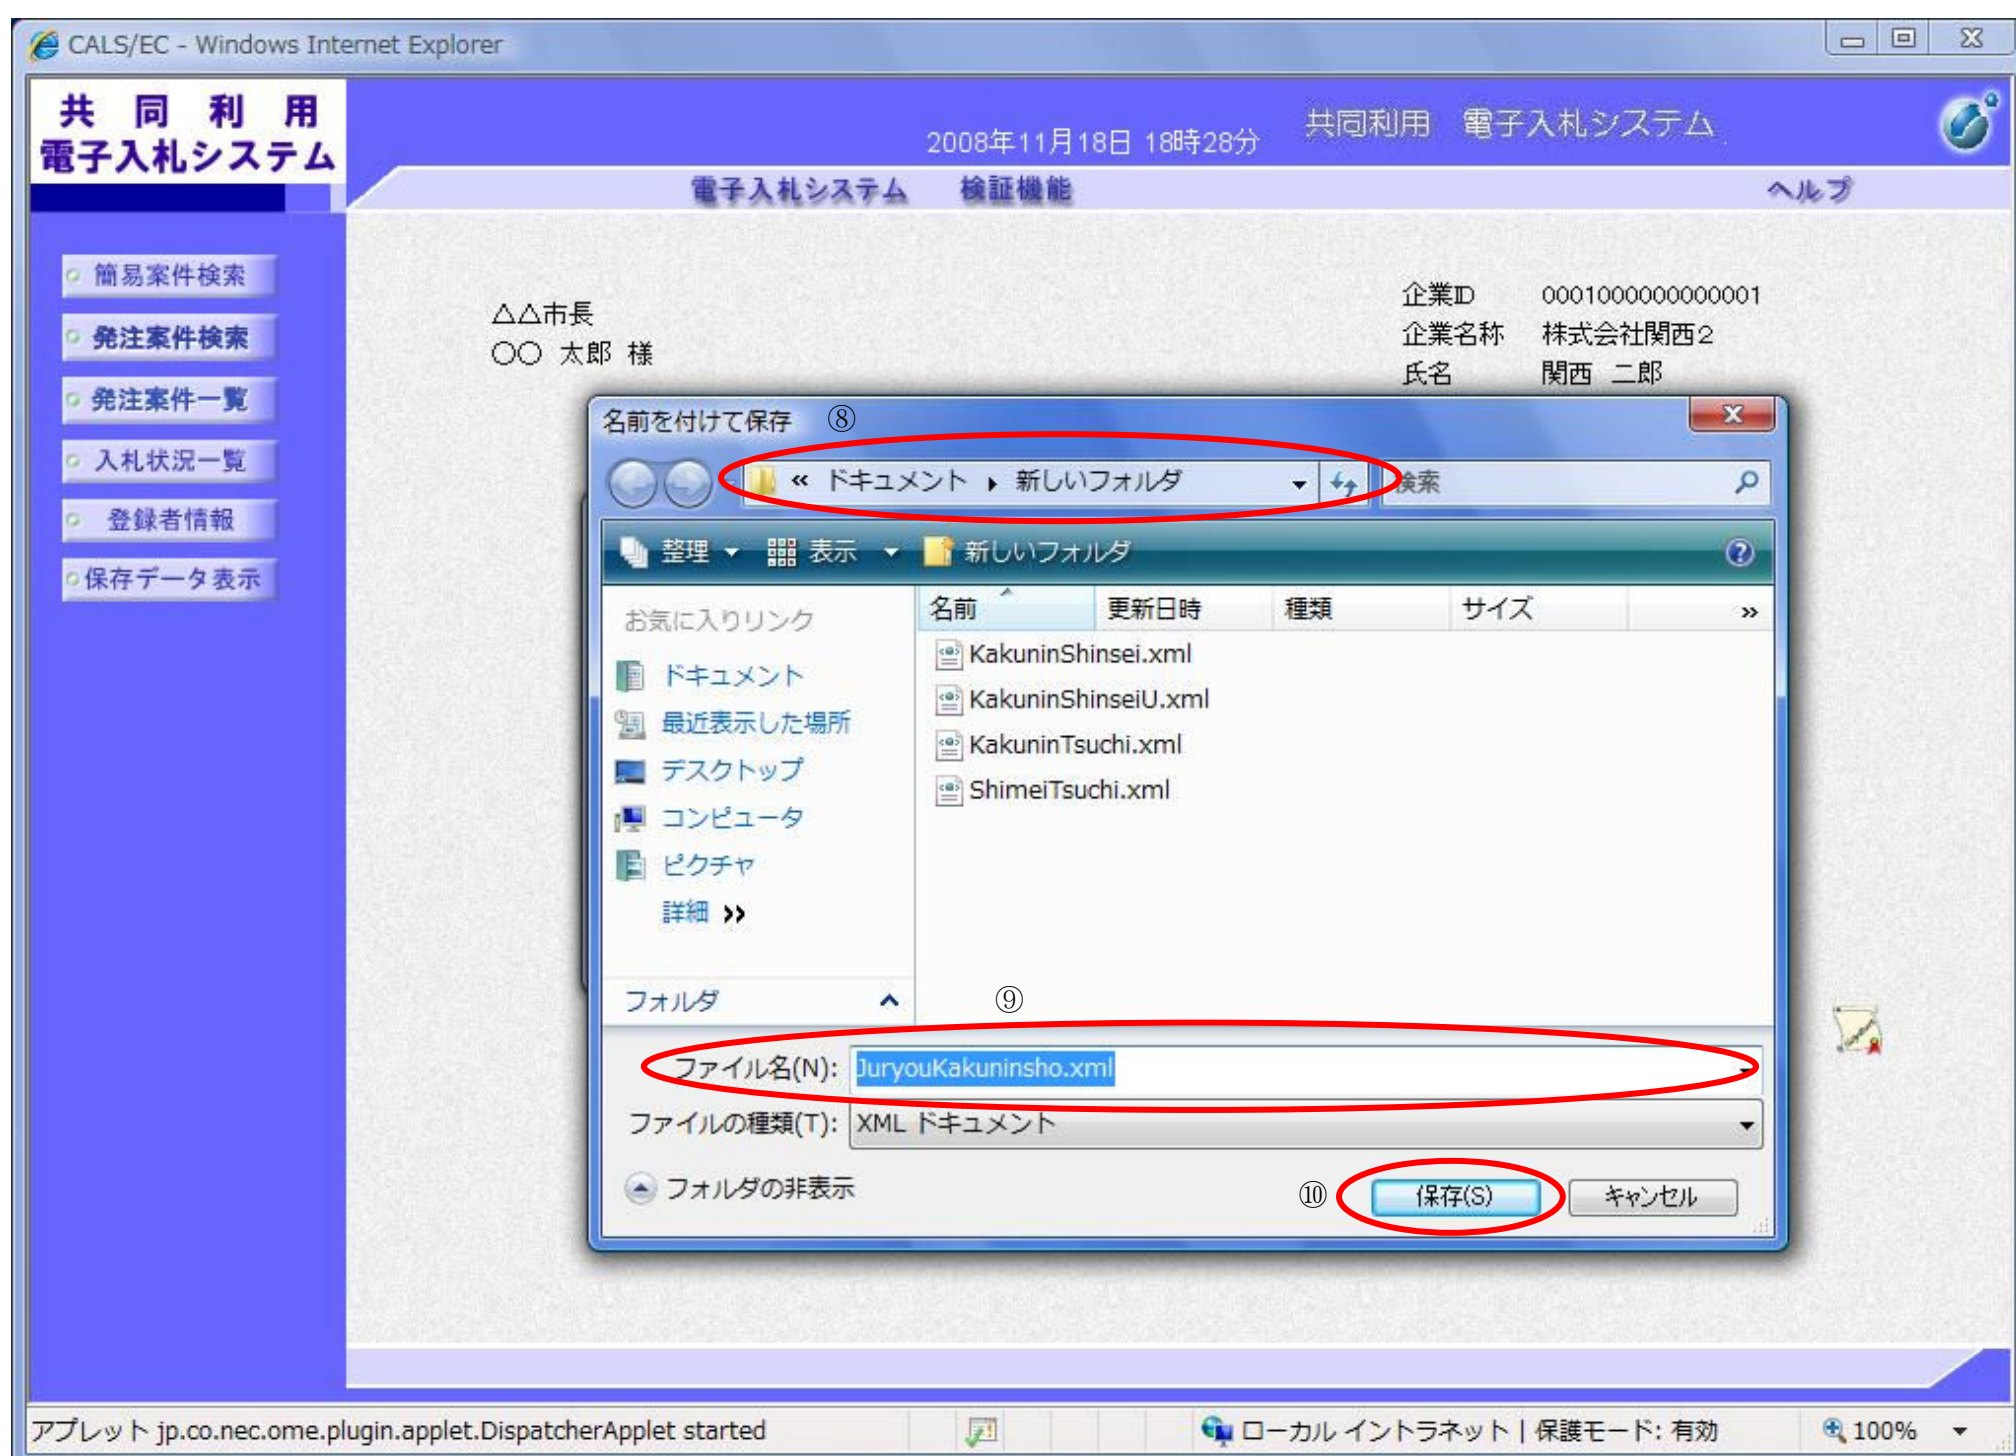 CALS/EC - Windows Internet Explorer
共同利用
電子入札システム
2008年11月18日 18時28分
共同利用 電子入札システム
電子入札システム 検証機能 ヘルプ
簡易案件検索
発注案件検索
発注案件一覧
入札状況一覧
登録者情報
保存データ表示
△△市長
〇〇 太郎 様
企業ID 0001000000000001
企業名称 株式会社関西2
氏名 関西 二郎
名前を付けて保存 ⑧
« ドキュメント 新しいフォルダ
検索
整理 表示 新しいフォルダ
お気に入りリンク
ドキュメント
最近表示した場所
デスクトップ
コンピュータ
ピクチャ
詳細 »
フォルダ
名前 更新日時 種類 サイズ »
KakuninShinsei.xml
KakuninShinseiU.xml
KakuninTsuchi.xml
ShimeiTsuchi.xml
⑨
ファイル名(N): JuryouKakuninsho.xml
ファイルの種類(T): XML ドキュメント
フォルダの非表示
⑩ 保存(S) キャンセル
アプレット jp.co.nec.ome.plugin.applet.DispatcherApplet started
ローカル イントラネット | 保護モード: 有効
100%